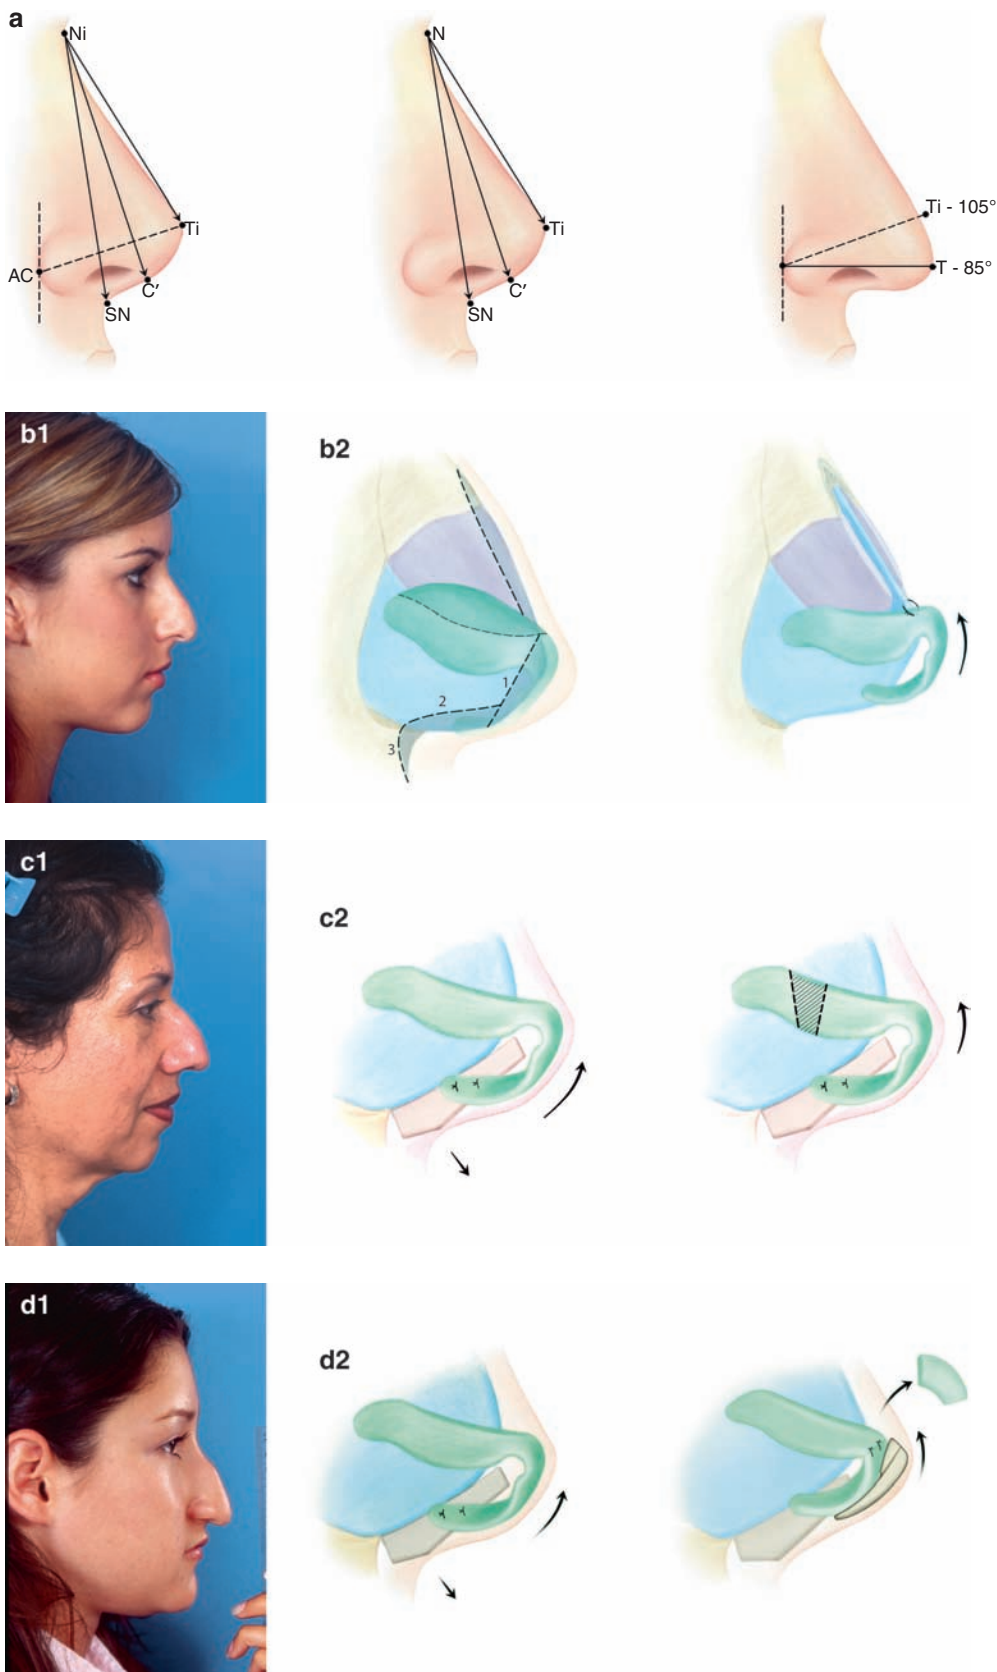 a
Ni
N
Ti
Ti
Ti - 105°
AC
T - 85°
C′
C′
SN
SN
b1
b2
1
2
3
c1
c2
d1
d2